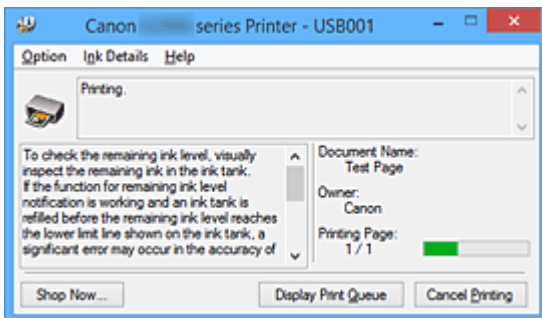 Canon series Printer - USB001
Option Ink Details Help
Printing.
To check the remaining ink level, visually
inspect the remaining ink in the ink tank.
If the function for remaining ink level
notification is working and an ink tank is
refilled before the remaining ink level reaches
the lower limit line shown on the ink tank, a
significant error may occur in the accuracy of
Document Name:
Test Page
Owner:
Canon
Printing Page:
1 / 1
Shop Now... Display Print Queue Cancel Printing